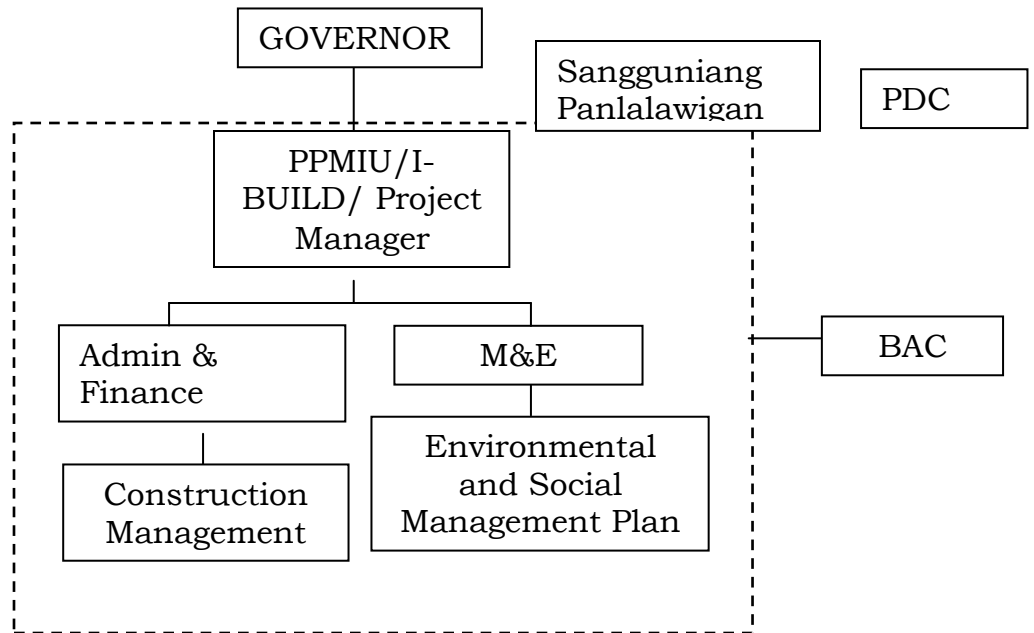 GOVERNOR
Sangguniang
Panlalawigan
PDC
PPMIU/I-
BUILD/ Project
Manager
Admin &
Finance
M&E
BAC
Environmental
and Social
Management Plan
Construction
Management